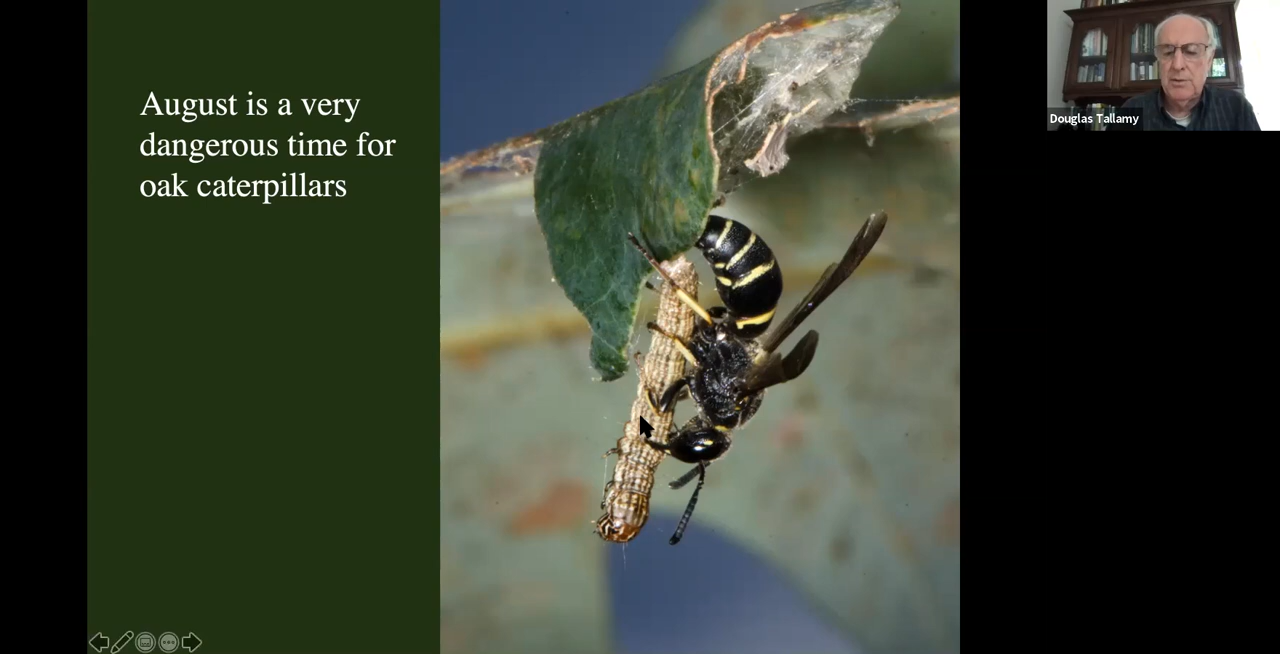 August is a very
dangerous time for
oak caterpillars
Douglas Tallamy